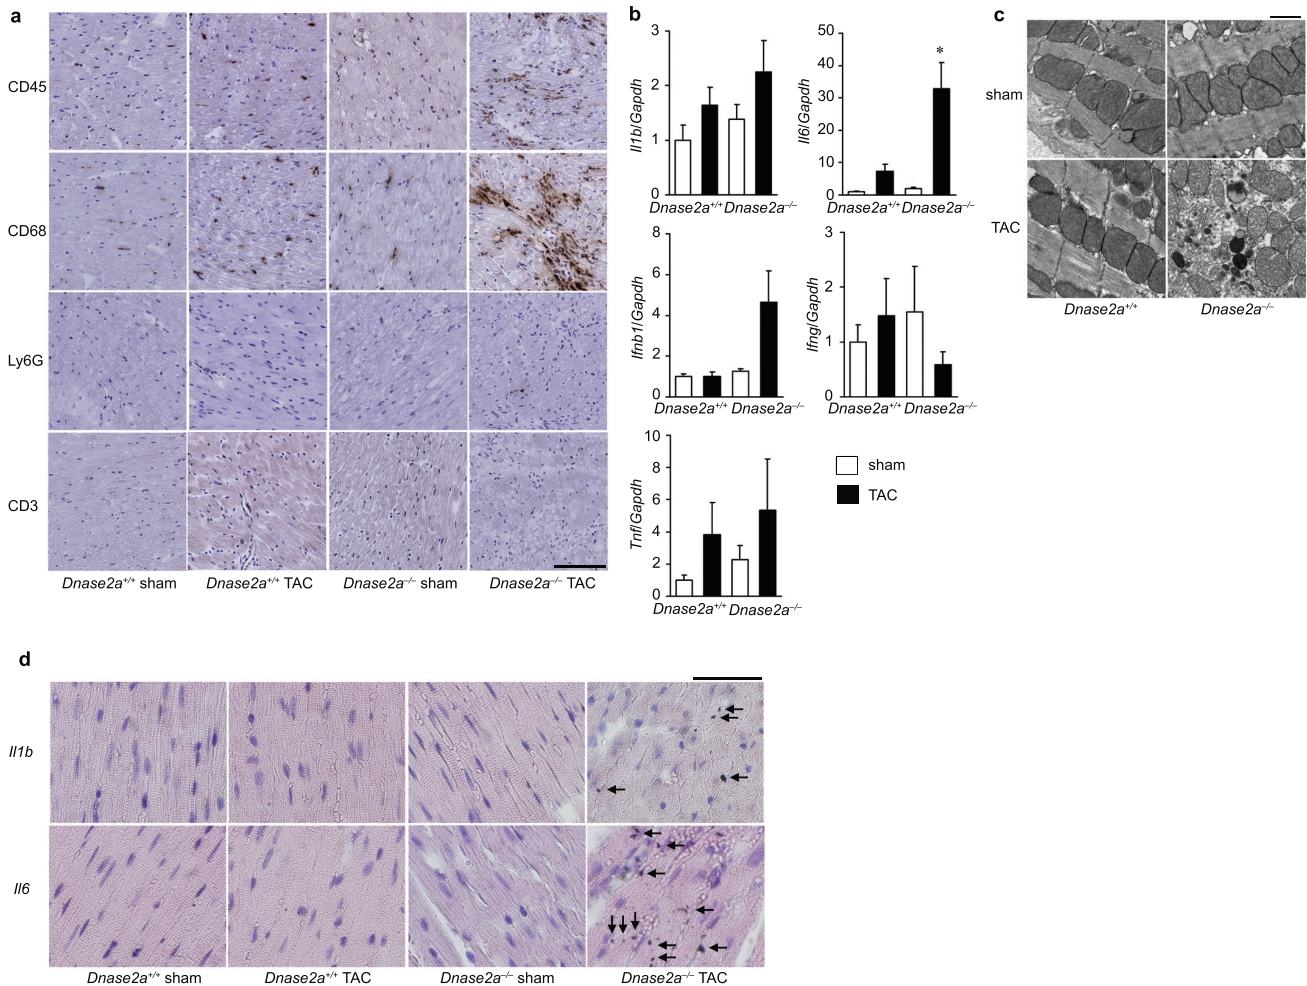 a
CD45
CD68
Ly6G
CD3
Dnase2a+/+ sham
Dnase2a+/+ TAC
Dnase2a–/– sham
Dnase2a–/– TAC
b
Il1b/Gapdh
3
2
1
0
Dnase2a+/+ Dnase2a–/–
Il6/Gapdh
50
40
30
20
10
0
*
Dnase2a+/+ Dnase2a–/–
Ifnb1/Gapdh
8
6
4
2
0
Dnase2a+/+ Dnase2a–/–
Ifng/Gapdh
3
2
1
0
Dnase2a+/+ Dnase2a–/–
Tnf/Gapdh
10
8
6
4
2
0
Dnase2a+/+ Dnase2a–/–
sham
TAC
c
sham
TAC
Dnase2a+/+
Dnase2a–/–
d
Il1b
Il6
Dnase2a+/+ sham
Dnase2a+/+ TAC
Dnase2a–/– sham
Dnase2a–/– TAC